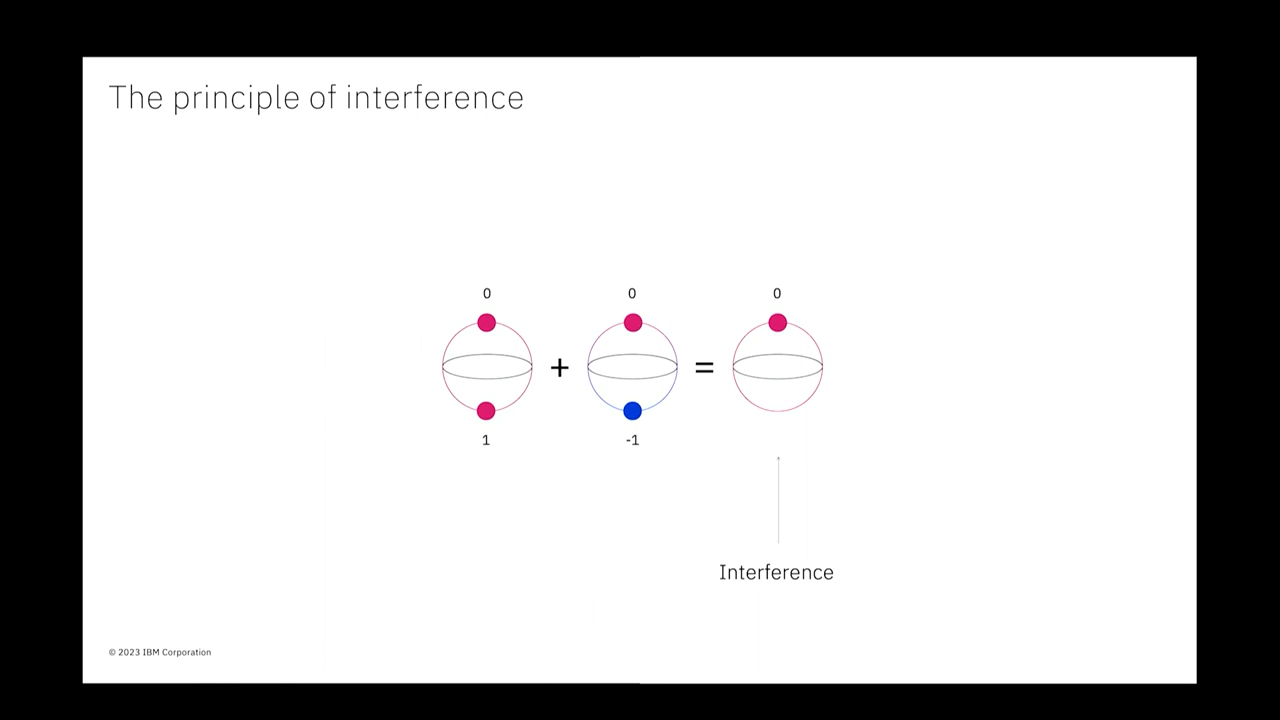 The principle of interference
0 0 0
+ =
1 -1
Interference
© 2023 IBM Corporation